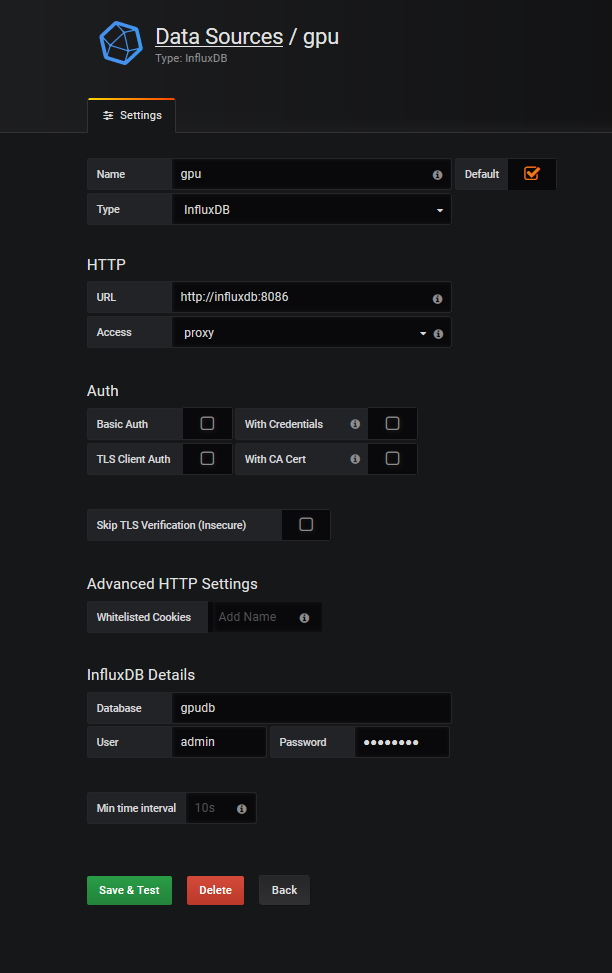 Data Sources / gpu
Type: InfluxDB
Settings
Name gpu Default
Type InfluxDB
HTTP
URL http://influxdb:8086
Access proxy
Auth
Basic Auth With Credentials
TLS Client Auth With CA Cert
Skip TLS Verification (Insecure)
Advanced HTTP Settings
Whitelisted Cookies Add Name
InfluxDB Details
Database gpudb
User admin Password ••••••••
Min time interval 10s
Save & Test Delete Back